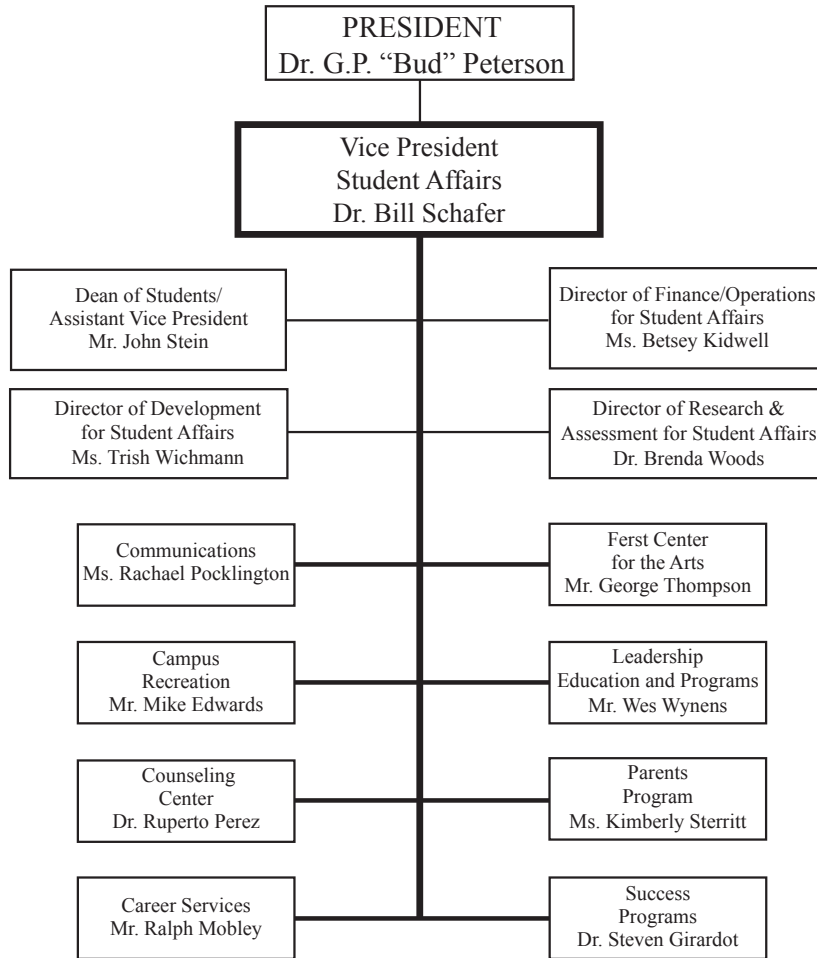 PRESIDENT
Dr. G.P. “Bud” Peterson
Vice President
Student Affairs
Dr. Bill Schafer
Dean of Students/
Assistant Vice President
Mr. John Stein
Director of Finance/Operations
for Student Affairs
Ms. Betsey Kidwell
Director of Development
for Student Affairs
Ms. Trish Wichmann
Director of Research &
Assessment for Student Affairs
Dr. Brenda Woods
Communications
Ms. Rachael Pocklington
Ferst Center
for the Arts
Mr. George Thompson
Campus
Recreation
Mr. Mike Edwards
Leadership
Education and Programs
Mr. Wes Wynens
Counseling
Center
Dr. Ruperto Perez
Parents
Program
Ms. Kimberly Sterritt
Career Services
Mr. Ralph Mobley
Success
Programs
Dr. Steven Girardot